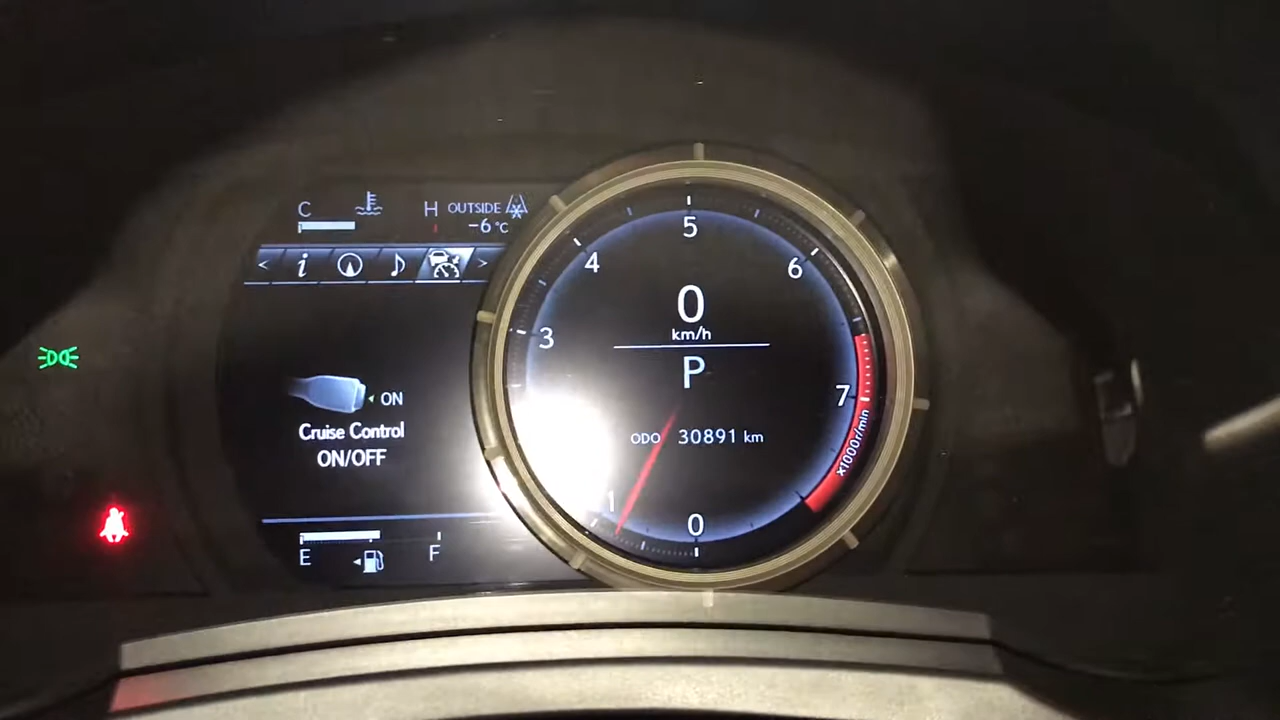 C H OUTSIDE
-6°C
< i >
ON
Cruise Control
ON/OFF
E F
5
4 6
3 7
1 0
0
km/h
P
ODO 30891 km
x1000r/min